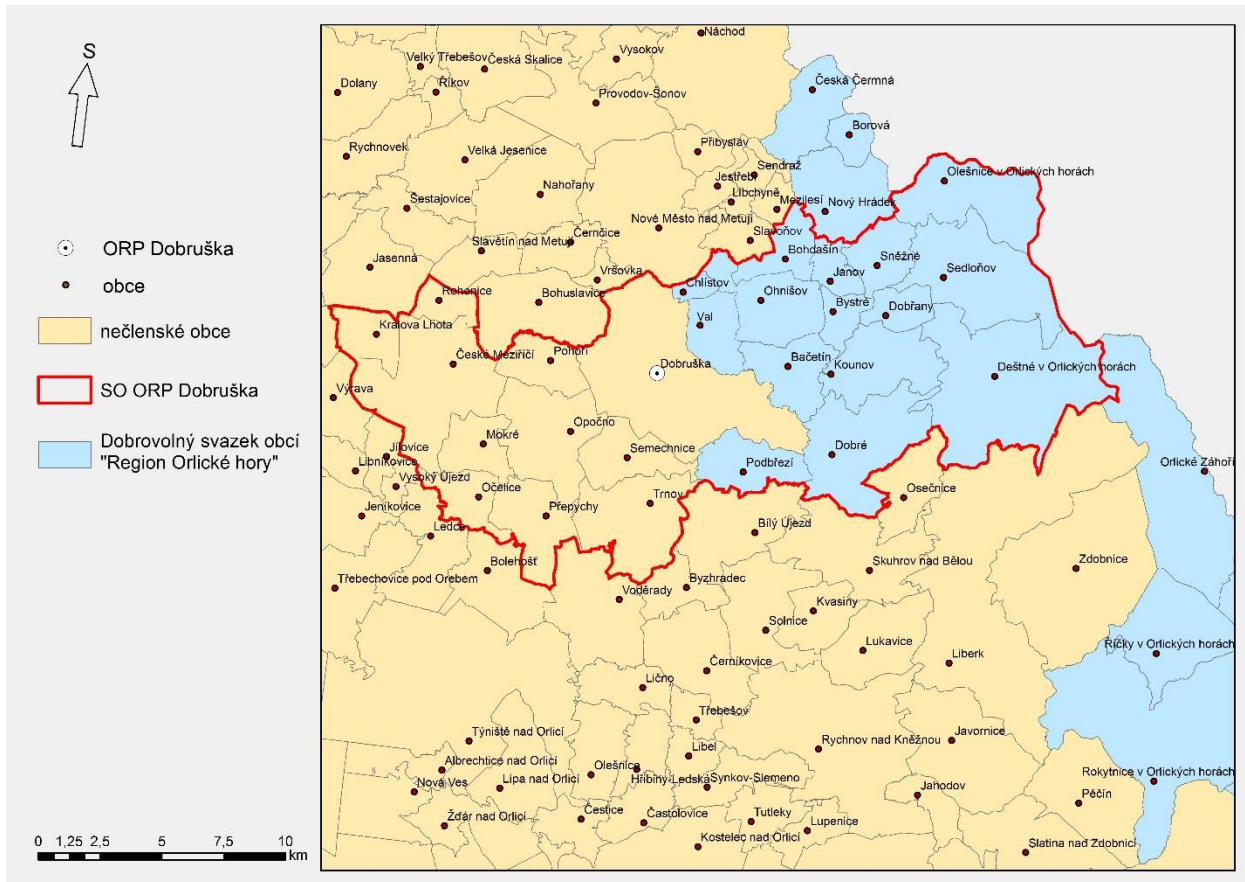 S
ORP Dobruška
obce
nečlenské obce
SO ORP Dobruška
Dobrovolný svazek obcí
"Region Orlické hory"
0 1,25 2,5 5 7,5 10
km
Náchod
Vysokov
Velký Třebešov
Česká Skalice
Dolany
Říkov
Provodov-Šonov
Česká Čermná
Borová
Přibyslav
Rychnovek
Velká Jesenice
Sendraž
Olešnice v Orlických horách
Jestřebí
Nahořany
Libchyně
Šestajovice
Mezilesí
Nový Hrádek
Nové Město nad Metují
Černčice
Slavoňov
Slavětín nad Metují
Bohdašín
Sněžné
Jasenná
Vršovka
Janov
Sedloňov
Chlístov
Rohenice
Bohuslavice
Ohnišov
Bystré
Dobřany
Val
Kralova Lhota
České Meziříčí
Pohoří
Bačetín
Kounov
Dobruška
Deštné v Orlických horách
Výrava
Opočno
Mokré
Dobré
Jílovice
Semechnice
Libníkovice
Podbřezí
Orlické Záhoří
Vysoký Újezd
Očelice
Trnov
Osečnice
Jeníkovice
Přepychy
Ledce
Bílý Újezd
Bolehošť
Skuhrov nad Bělou
Zdobnice
Třebechovice pod Orebem
Byzhradec
Voděrady
Kvasiny
Solnice
Lukavice
Říčky v Orlických horách
Liberk
Černíkovice
Lično
Třebešov
Týniště nad Orlicí
Rychnov nad Kněžnou
Javornice
Libel
Albrechtice nad Orlicí
Olešnice
Rokytnice v Orlických horách
Nová Ves
Lípa nad Orlicí
Hřibiny-Ledská
Synkov-Slemeno
Jahodov
Pěčín
Žďár nad Orlicí
Čestice
Častolovice
Tutleky
Lupenice
Kostelec nad Orlicí
Slatina nad Zdobnicí